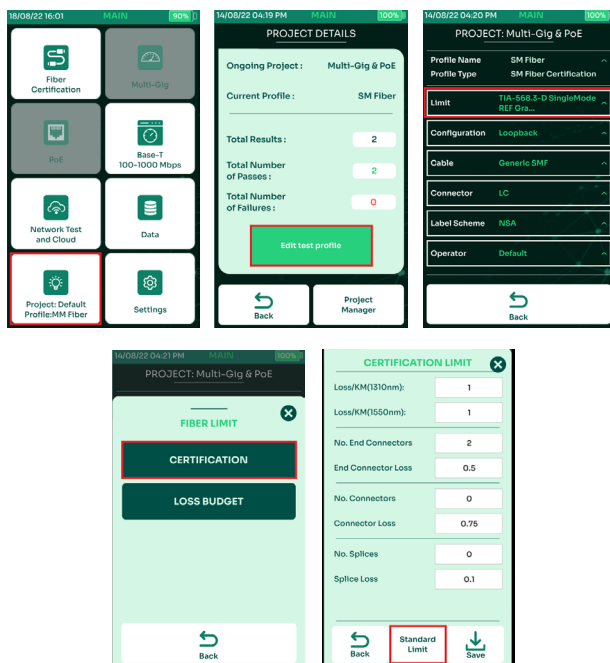 18/08/22 16:01 MAIN 90%
Fiber
Certification
Multi-Gig
PoE
Base-T
100-1000 Mbps
Network Test
and Cloud
Data
Project: Default
Profile:MM Fiber
Settings
14/08/22 04:19 PM MAIN 100%
PROJECT DETAILS
Ongoing Project : Multi-Gig & PoE
Current Profile : SM Fiber
Total Results : 2
Total Number
of Passes : 2
Total Number
of Failures : 0
Edit test profile
Back
Project
Manager
14/08/22 04:20 PM MAIN 100%
PROJECT: Multi-Gig & PoE
Profile Name SM Fiber
Profile Type SM Fiber Certification
Limit TIA-568.3-D SingleMode
REF Gra...
Configuration Loopback
Cable Generic SMF
Connector LC
Label Scheme NSA
Operator Default
Back
14/08/22 04:21 PM MAIN 100%
PROJECT: Multi-Gig & PoE
FIBER LIMIT
CERTIFICATION
LOSS BUDGET
Back
CERTIFICATION LIMIT
Loss/KM(1310nm): 1
Loss/KM(1550nm): 1
No. End Connectors 2
End Connector Loss 0.5
No. Connectors 0
Connector Loss 0.75
No. Splices 0
Splice Loss 0.1
Back
Standard
Limit
Save